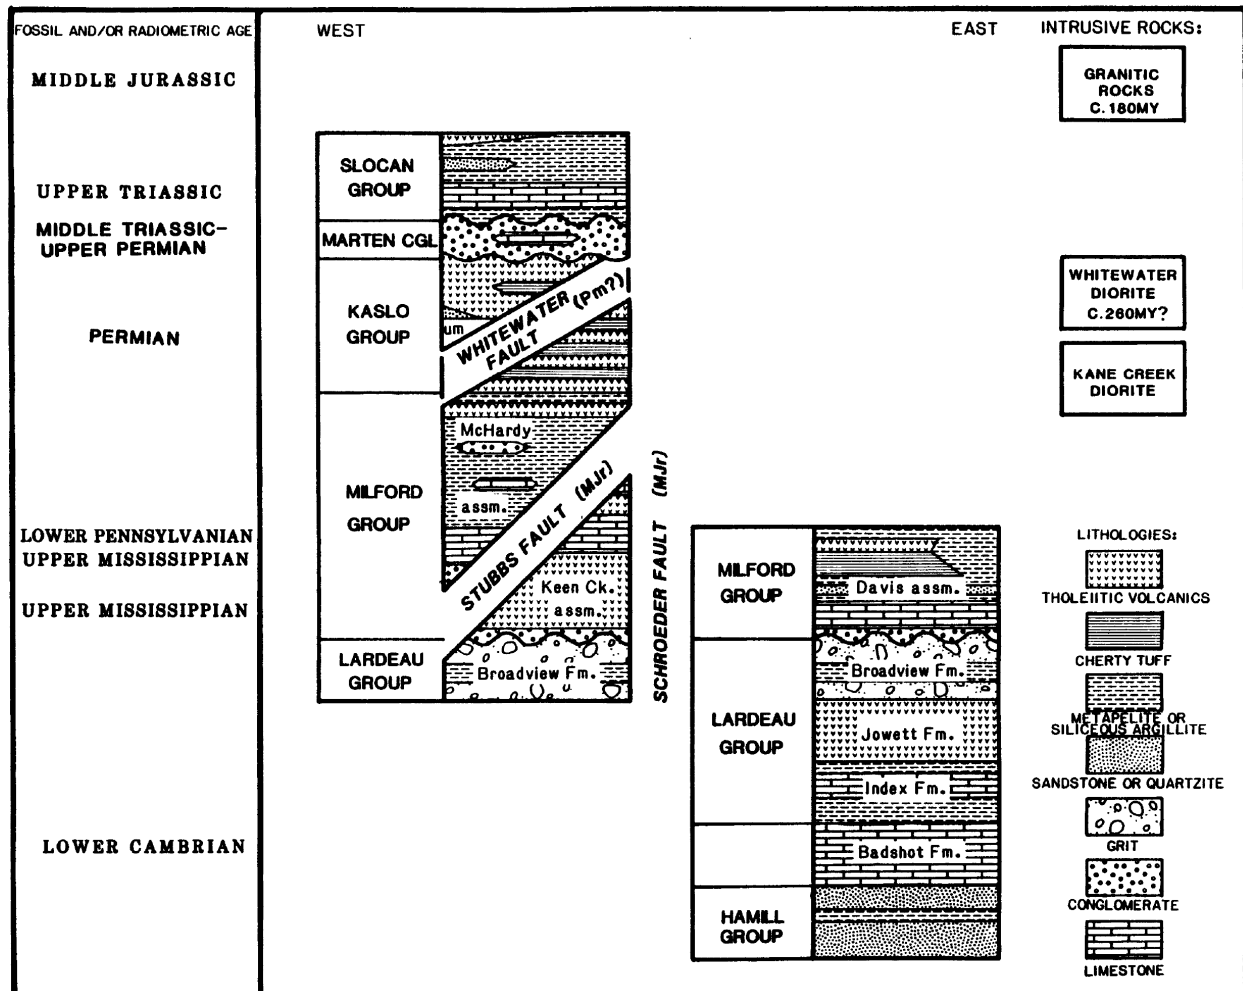 FOSSIL AND/OR RADIOMETRIC AGE
WEST
EAST
INTRUSIVE ROCKS:
MIDDLE JURASSIC
UPPER TRIASSIC
MIDDLE TRIASSIC-
UPPER PERMIAN
PERMIAN
LOWER PENNSYLVANIAN
UPPER MISSISSIPPIAN
UPPER MISSISSIPPIAN
LOWER CAMBRIAN
SLOCAN
GROUP
MARTEN CGL
KASLO
GROUP
um
WHITEWATER (Pm?)
FAULT
MILFORD
GROUP
McHardy
assm.
STUBBS FAULT (MJr)
Keen Ck.
assm.
LARDEAU
GROUP
Broadview Fm.
SCHROEDER FAULT (MJr)
MILFORD
GROUP
Davis assm.
LARDEAU
GROUP
Broadview Fm.
Jowett Fm.
Index Fm.
Badshot Fm.
HAMILL
GROUP
GRANITIC
ROCKS
C.180MY
WHITEWATER
DIORITE
C.260MY?
KANE CREEK
DIORITE
LITHOLOGIES:
THOLEIITIC VOLCANICS
CHERTY TUFF
METAPELITE OR
SILICEOUS ARGILLITE
SANDSTONE OR QUARTZITE
GRIT
CONGLOMERATE
LIMESTONE